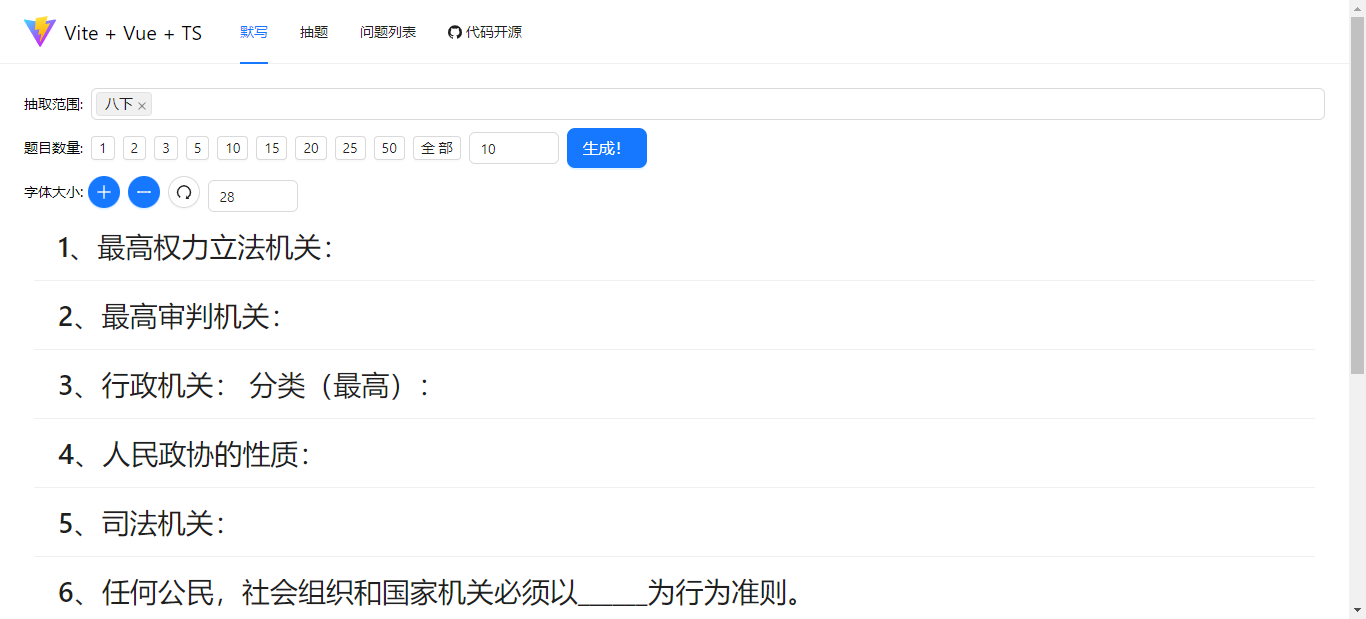 Vite + Vue + TS 默写 抽题 问题列表 代码开源
抽取范围: 八下 ×
题目数量: 1 2 3 5 10 15 20 25 50 全 部 10 生成!
字体大小: 28
1、最高权力立法机关：
2、最高审判机关：
3、行政机关： 分类（最高）：
4、人民政协的性质：
5、司法机关：
6、任何公民，社会组织和国家机关必须以_____为行为准则。